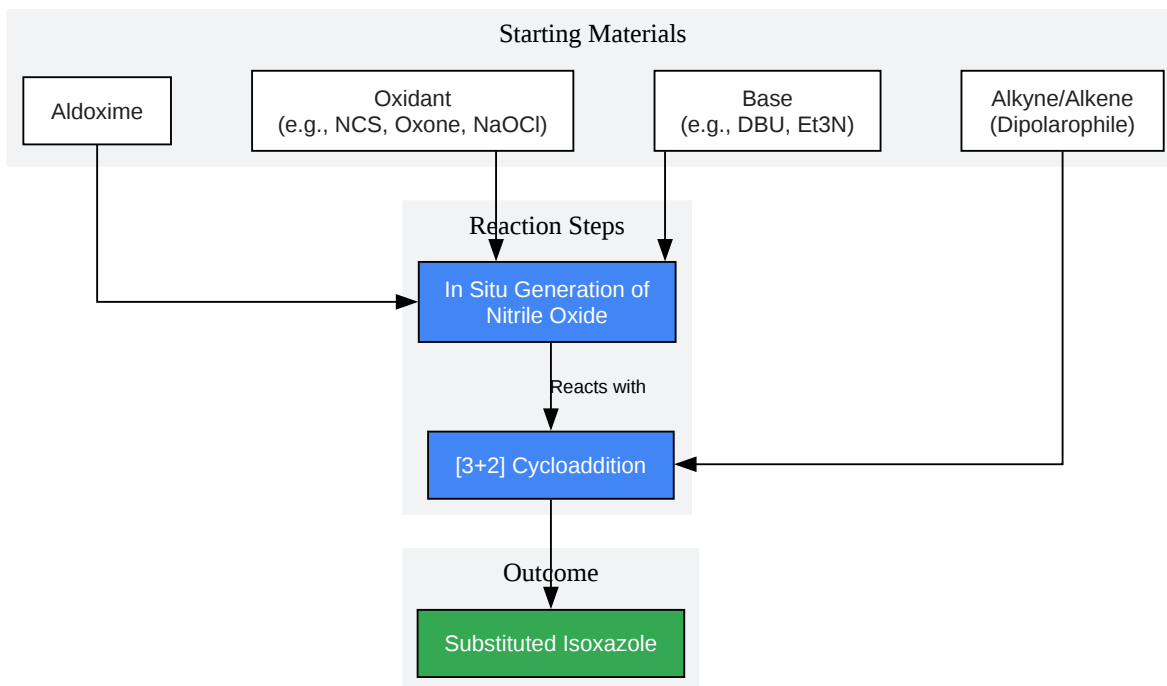 Starting Materials
Aldoxime
Oxidant
(e.g., NCS, Oxone, NaOCl)
Base
(e.g., DBU, Et3N)
Alkyne/Alkene
(Dipolarophile)
Reaction Steps
In Situ Generation of
Nitrile Oxide
Reacts with
[3+2] Cycloaddition
Outcome
Substituted Isoxazole